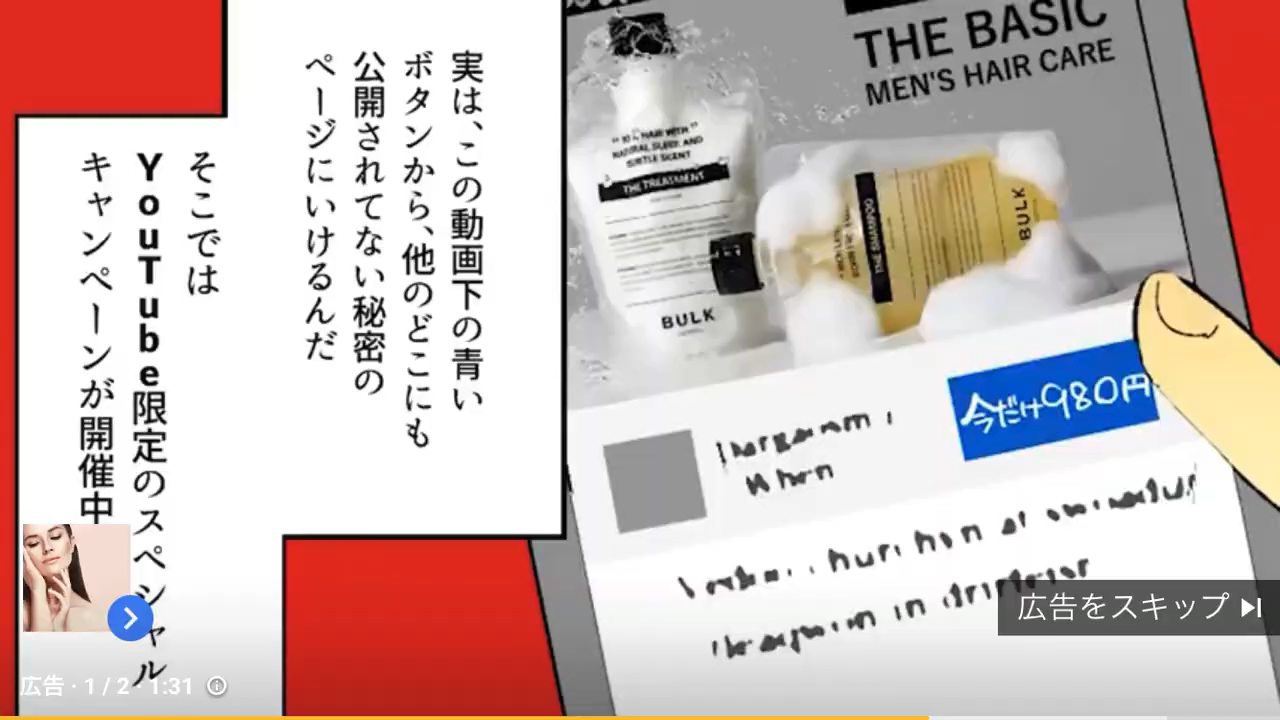 実は、この動画下の青い
ボタンから、他のどこにも
公開されてない秘密の
ページにいけるんだ
そこでは
YouTube限定のスペシャル
キャンペーンが開催中
THE BASIC
MEN'S HAIR CARE
NATURAL SLEEK AND
SUBTLE SCENT
THE TREATMENT
BULK
THE SHAMPOO
BULK
今だけ980円
広告をスキップ
広告・1 / 2・1:31